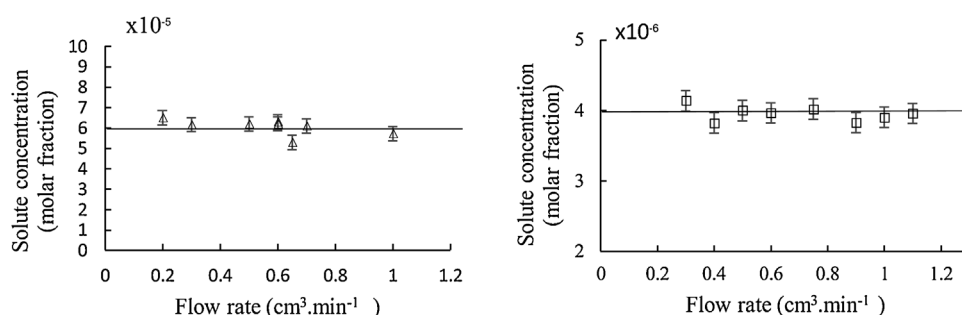 x10-5
Solute concentration
(molar fraction)
10
9
8
7
6
5
4
3
2
1
0
0 0.2 0.4 0.6 0.8 1 1.2
Flow rate (cm³.min⁻¹ )
x10-6
Solute concentration
(molar fraction)
5
4
3
2
0 0.2 0.4 0.6 0.8 1 1.2
Flow rate (cm³.min⁻¹ )